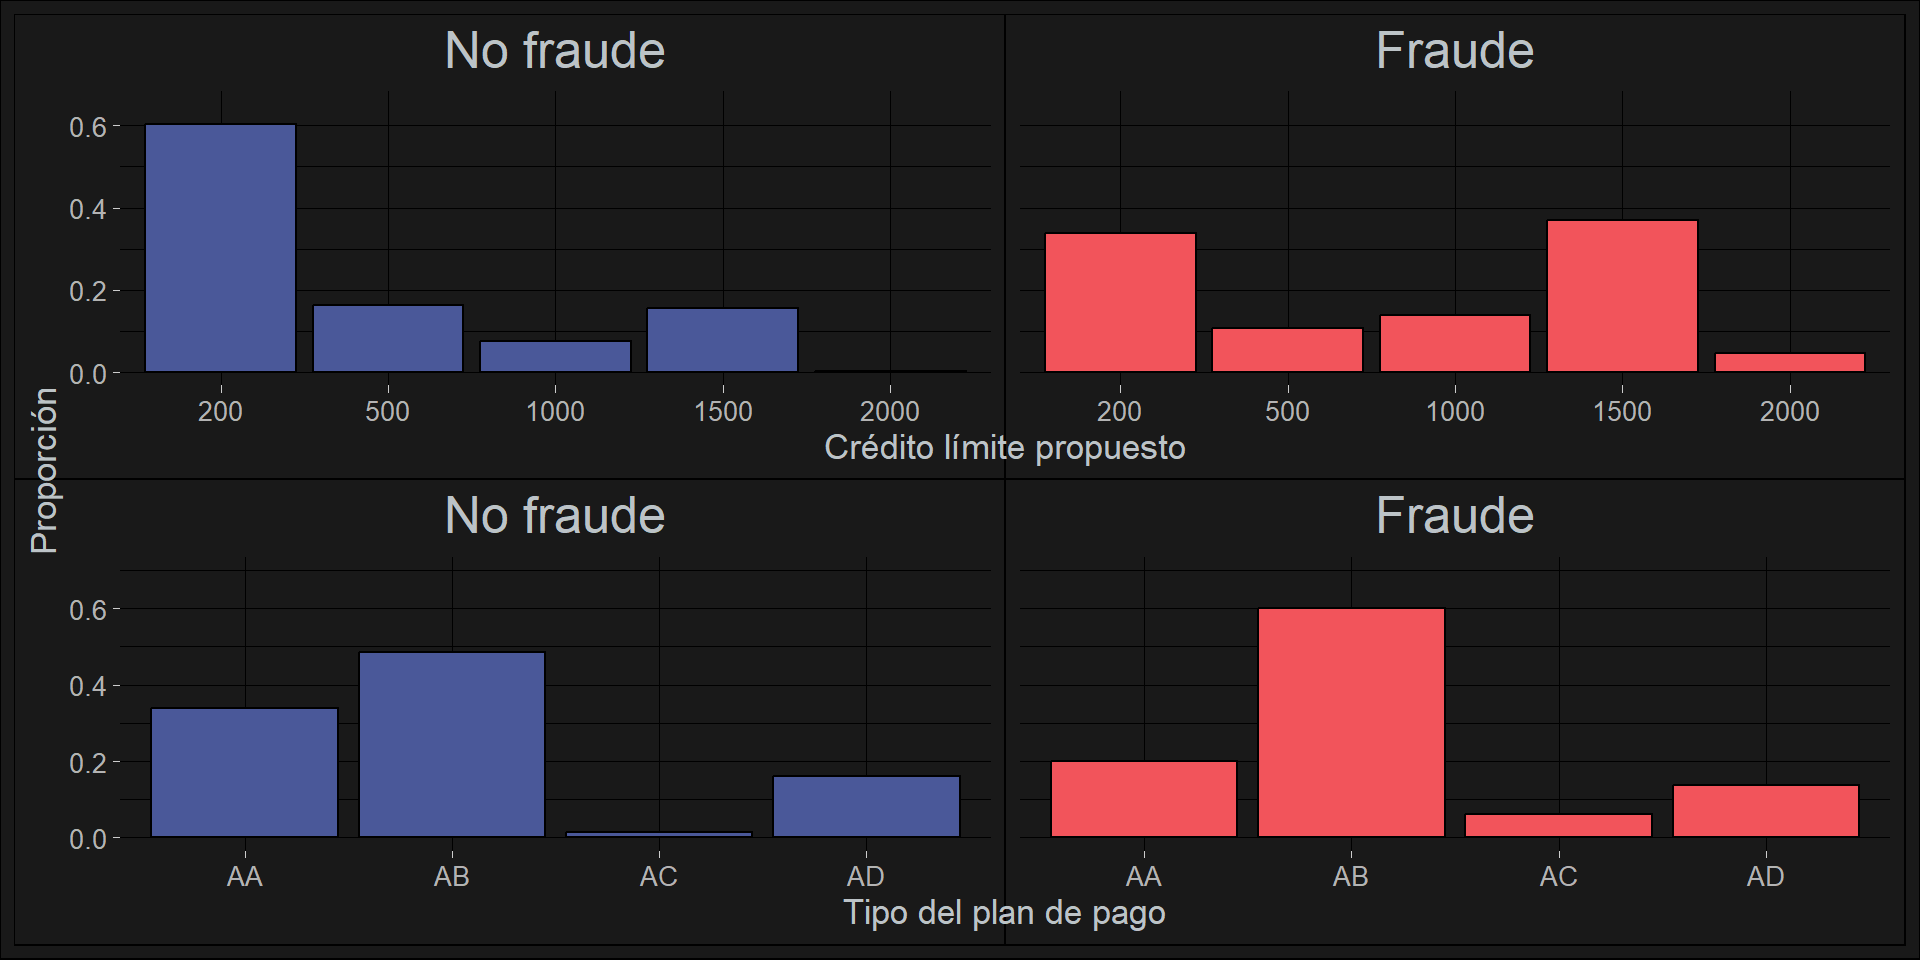 No fraude
Fraude
0.6
0.4
0.2
0.0
200 500 1000 1500 2000
200 500 1000 1500 2000
Crédito límite propuesto
Proporción
No fraude
Fraude
0.6
0.4
0.2
0.0
AA AB AC AD
AA AB AC AD
Tipo del plan de pago